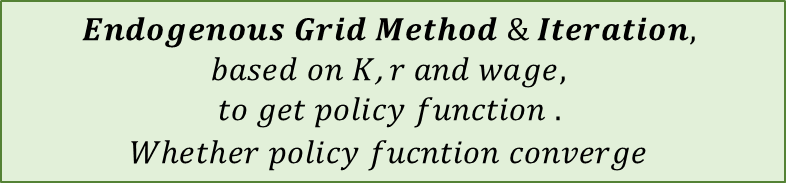 Endogenous Grid Method & Iteration,
based on K, r and wage,
to get policy function .
Whether policy fucntion converge